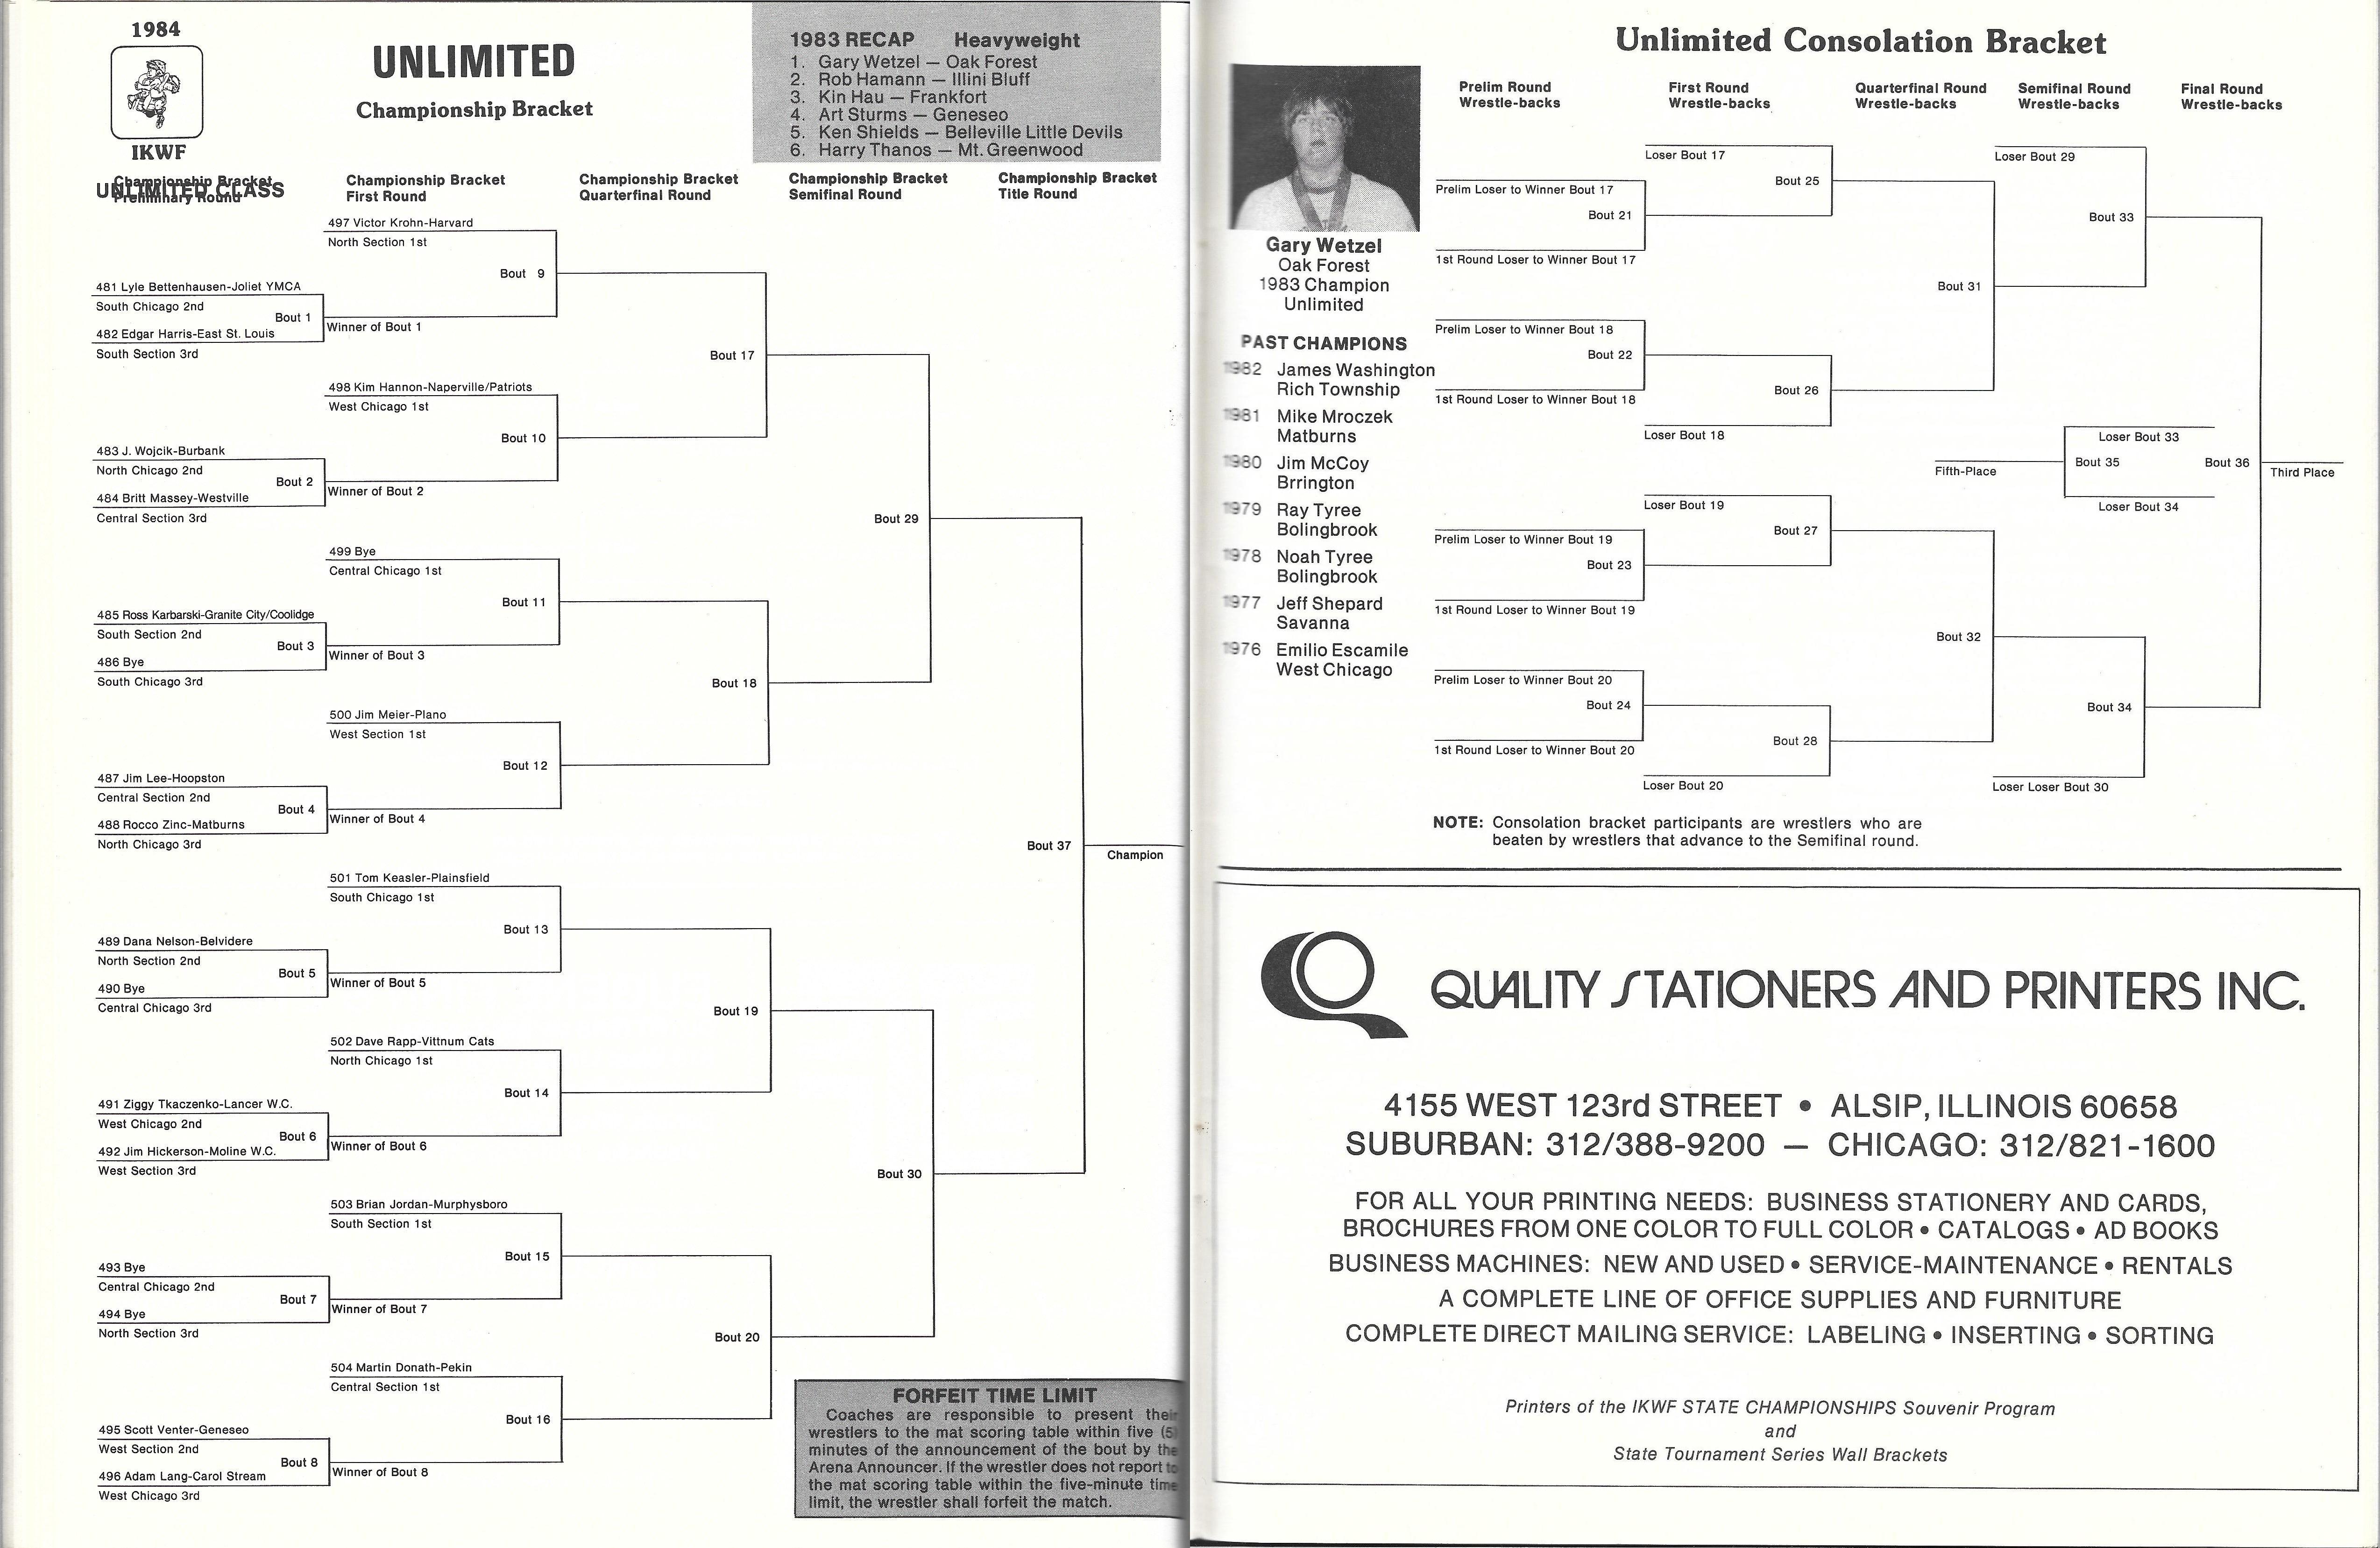 1984
IKWF
UNLIMITED
Championship Bracket
1983 RECAP Heavyweight
1. Gary Wetzel — Oak Forest
2. Rob Hamann — Illini Bluff
3. Kin Hau — Frankfort
4. Art Sturms — Geneseo
5. Ken Shields — Belleville Little Devils
6. Harry Thanos — Mt. Greenwood
Championship Bracket
Preliminary Round
UNLIMITED CLASS
Championship Bracket
First Round
Championship Bracket
Quarterfinal Round
Championship Bracket
Semifinal Round
Championship Bracket
Title Round
497 Victor Krohn-Harvard
North Section 1st
Bout 9
481 Lyle Bettenhausen-Joliet YMCA
South Chicago 2nd
Bout 1
Winner of Bout 1
482 Edgar Harris-East St. Louis
South Section 3rd
Bout 17
498 Kim Hannon-Naperville/Patriots
West Chicago 1st
Bout 10
483 J. Wojcik-Burbank
North Chicago 2nd
Bout 2
Winner of Bout 2
484 Britt Massey-Westville
Central Section 3rd
Bout 29
499 Bye
Central Chicago 1st
Bout 11
485 Ross Karbarski-Granite City/Coolidge
South Section 2nd
Bout 3
Winner of Bout 3
486 Bye
South Chicago 3rd
Bout 18
500 Jim Meier-Plano
West Section 1st
Bout 12
487 Jim Lee-Hoopston
Central Section 2nd
Bout 4
Winner of Bout 4
488 Rocco Zinc-Matburns
North Chicago 3rd
Bout 37
Champion
501 Tom Keasler-Plainsfield
South Chicago 1st
Bout 13
489 Dana Nelson-Belvidere
North Section 2nd
Bout 5
Winner of Bout 5
490 Bye
Central Chicago 3rd
Bout 19
502 Dave Rapp-Vittnum Cats
North Chicago 1st
Bout 14
491 Ziggy Tkaczenko-Lancer W.C.
West Chicago 2nd
Bout 6
Winner of Bout 6
492 Jim Hickerson-Moline W.C.
West Section 3rd
Bout 30
503 Brian Jordan-Murphysboro
South Section 1st
Bout 15
493 Bye
Central Chicago 2nd
Bout 7
Winner of Bout 7
494 Bye
North Section 3rd
Bout 20
504 Martin Donath-Pekin
Central Section 1st
Bout 16
495 Scott Venter-Geneseo
West Section 2nd
Bout 8
Winner of Bout 8
496 Adam Lang-Carol Stream
West Chicago 3rd
FORFEIT TIME LIMIT
Coaches are responsible to present their
wrestlers to the mat scoring table within five (5)
minutes of the announcement of the bout by the
Arena Announcer. If the wrestler does not report to
the mat scoring table within the five-minute time
limit, the wrestler shall forfeit the match.
Unlimited Consolation Bracket
Prelim Round
Wrestle-backs
First Round
Wrestle-backs
Quarterfinal Round
Wrestle-backs
Semifinal Round
Wrestle-backs
Final Round
Wrestle-backs
Gary Wetzel
Oak Forest
1983 Champion
Unlimited
PAST CHAMPIONS
1982 James Washington
Rich Township
1981 Mike Mroczek
Matburns
1980 Jim McCoy
Brrington
1979 Ray Tyree
Bolingbrook
1978 Noah Tyree
Bolingbrook
1977 Jeff Shepard
Savanna
1976 Emilio Escamile
West Chicago
Loser Bout 17
Bout 25
Prelim Loser to Winner Bout 17
Bout 21
1st Round Loser to Winner Bout 17
Loser Bout 29
Bout 33
Bout 31
Prelim Loser to Winner Bout 18
Bout 22
1st Round Loser to Winner Bout 18
Bout 26
Loser Bout 18
Loser Bout 33
Fifth-Place
Bout 35
Bout 36
Third Place
Loser Bout 34
Loser Bout 19
Bout 27
Prelim Loser to Winner Bout 19
Bout 23
1st Round Loser to Winner Bout 19
Bout 32
Prelim Loser to Winner Bout 20
Bout 24
1st Round Loser to Winner Bout 20
Bout 28
Loser Bout 20
Bout 34
Loser Loser Bout 30
NOTE: Consolation bracket participants are wrestlers who are
beaten by wrestlers that advance to the Semifinal round.
QUALITY STATIONERS AND PRINTERS INC.
4155 WEST 123rd STREET • ALSIP, ILLINOIS 60658
SUBURBAN: 312/388-9200 — CHICAGO: 312/821-1600
FOR ALL YOUR PRINTING NEEDS: BUSINESS STATIONERY AND CARDS,
BROCHURES FROM ONE COLOR TO FULL COLOR • CATALOGS • AD BOOKS
BUSINESS MACHINES: NEW AND USED • SERVICE-MAINTENANCE • RENTALS
A COMPLETE LINE OF OFFICE SUPPLIES AND FURNITURE
COMPLETE DIRECT MAILING SERVICE: LABELING • INSERTING • SORTING
Printers of the IKWF STATE CHAMPIONSHIPS Souvenir Program
and
State Tournament Series Wall Brackets